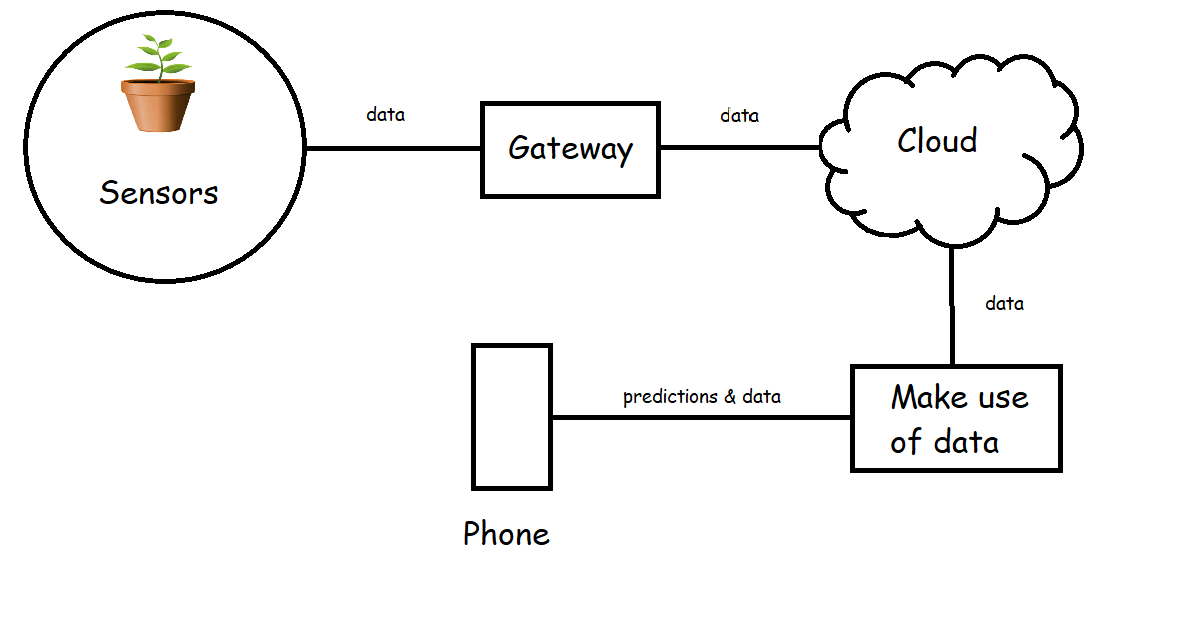 Sensors
data
Gateway
data
Cloud
data
Make use
of data
predictions & data
Phone